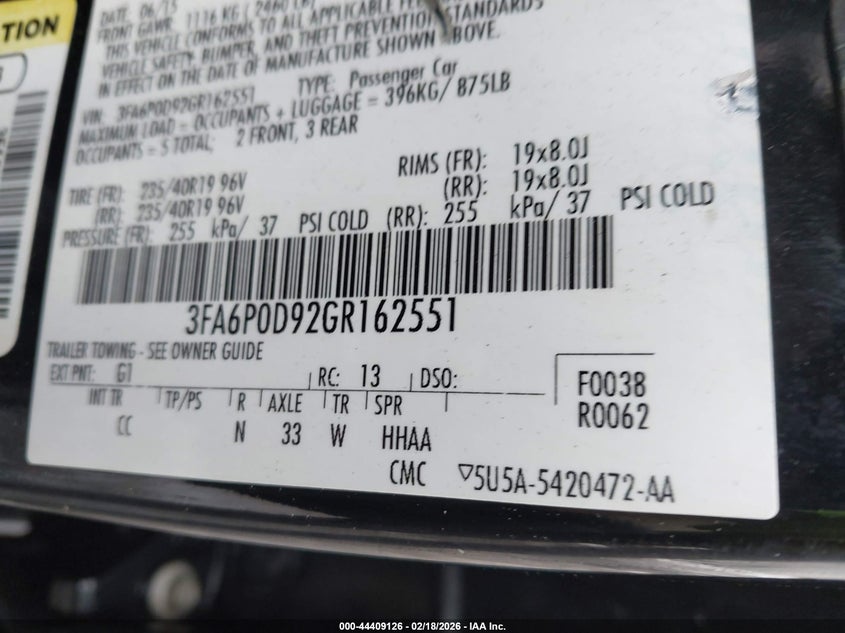 TION
DATE: 06/15
FRONT GAWR: 1116 KG ( 2460 LB)
THIS VEHICLE CONFORMS TO ALL APPLICABLE
VEHICLE SAFETY, BUMPER, AND THEFT PREVENTION STANDARDS
IN EFFECT ON THE DATE OF MANUFACTURE SHOWN ABOVE.
VIN: 3FA6P0D92GR162551 TYPE: Passenger Car
MAXIMUM LOAD = OCCUPANTS + LUGGAGE = 396KG/ 875LB
OCCUPANTS = 5 TOTAL; 2 FRONT, 3 REAR
TIRE (FR): 235/40R19 96V RIMS (FR): 19x8.0J
(RR): 235/40R19 96V (RR): 19x8.0J
PRESSURE (FR): 255 kPa/ 37 PSI COLD (RR): 255 kPa/ 37 PSI COLD
3FA6P0D92GR162551
TRAILER TOWING - SEE OWNER GUIDE
EXT PNT: G1 RC: 13 DSO: F0038
INT TR TP/PS R AXLE TR SPR R0062
CC N 33 W HHAA
CMC ▽5U5A-5420472-AA
000-44409126 - 02/18/2026 - IAA Inc.